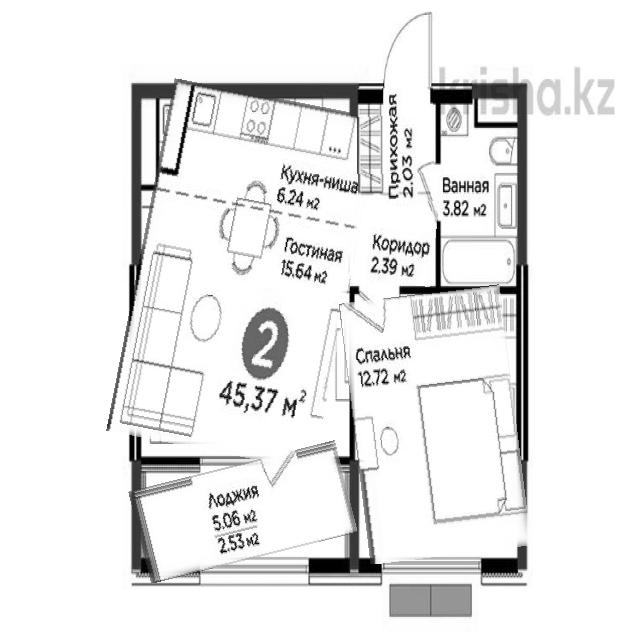 krisha.kz
Прихожая
2.03 м2
Кухня-ниша
6.24 м2
Ванная
3.82 м2
Гостиная
15.64 м2
Коридор
2.39 м2
2
45,37 м²
Спальня
12.72 м2
Лоджия
5.06 м2
2.53 м2